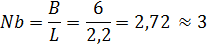 Nb = B/L = 6/2,2 = 2,72 ≈ 3